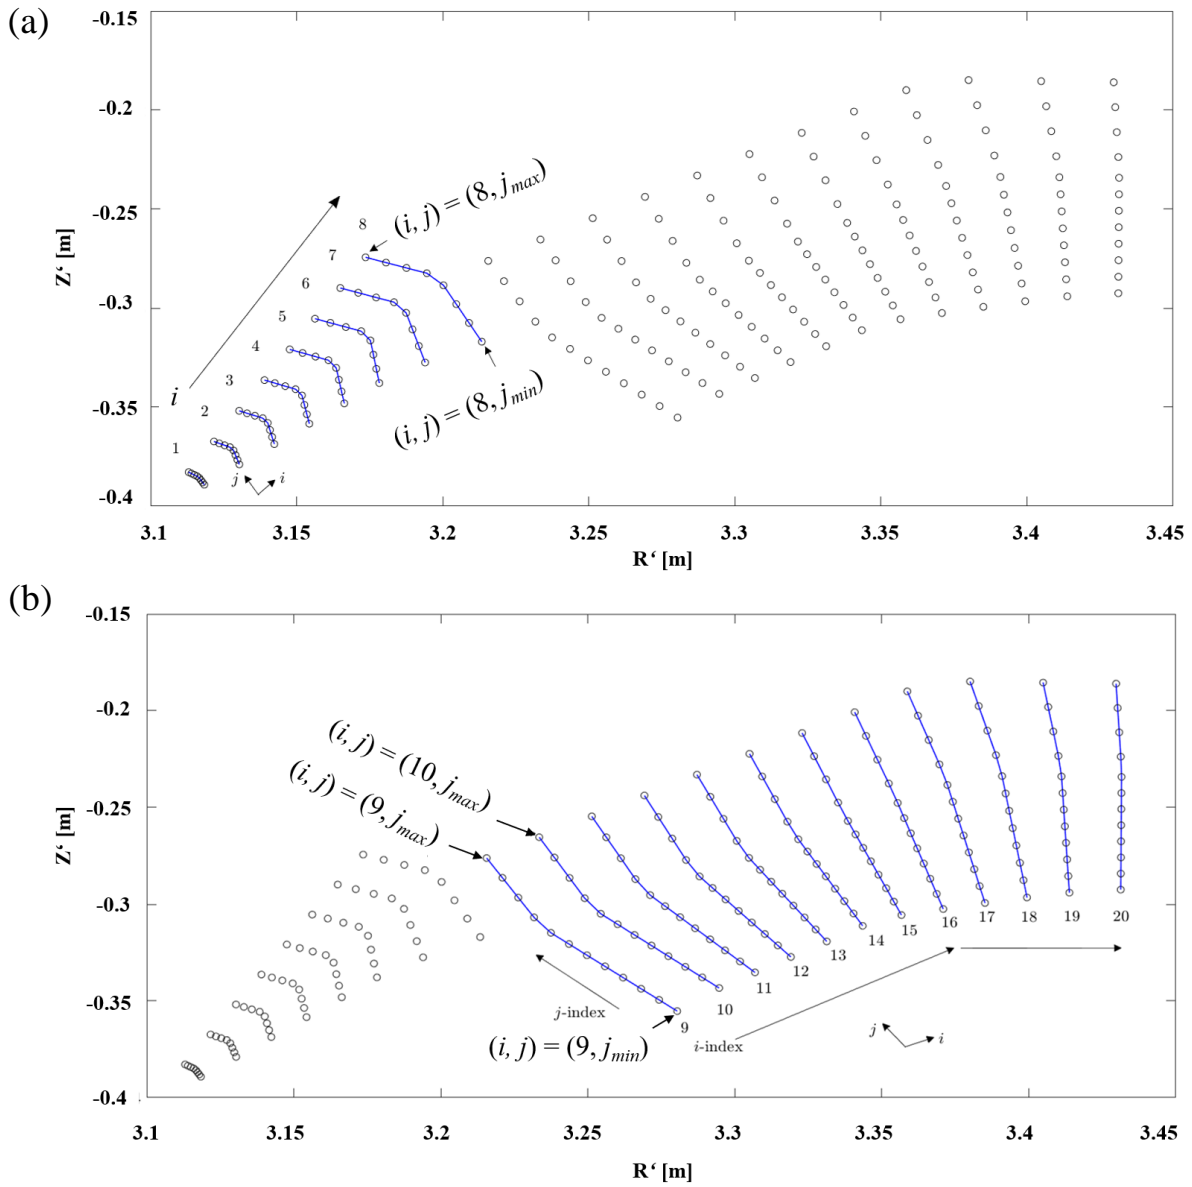 (a)
-0.15
-0.2
-0.25
-0.3
-0.35
-0.4
Z‘ [m]
(i, j) = (8, jmax)
8
7
6
5
4
3
2
1
i
(i, j) = (8, jmin)
j
i
3.1
3.15
3.2
3.25
3.3
3.35
3.4
3.45
R‘ [m]
(b)
-0.15
-0.2
-0.25
-0.3
-0.35
-0.4
Z‘ [m]
(i, j) = (10, jmax)
(i, j) = (9, jmax)
9
10
11
12
13
14
15
16
17
18
19
20
j-index
i-index
(i, j) = (9, jmin)
j
i
3.1
3.15
3.2
3.25
3.3
3.35
3.4
3.45
R‘ [m]